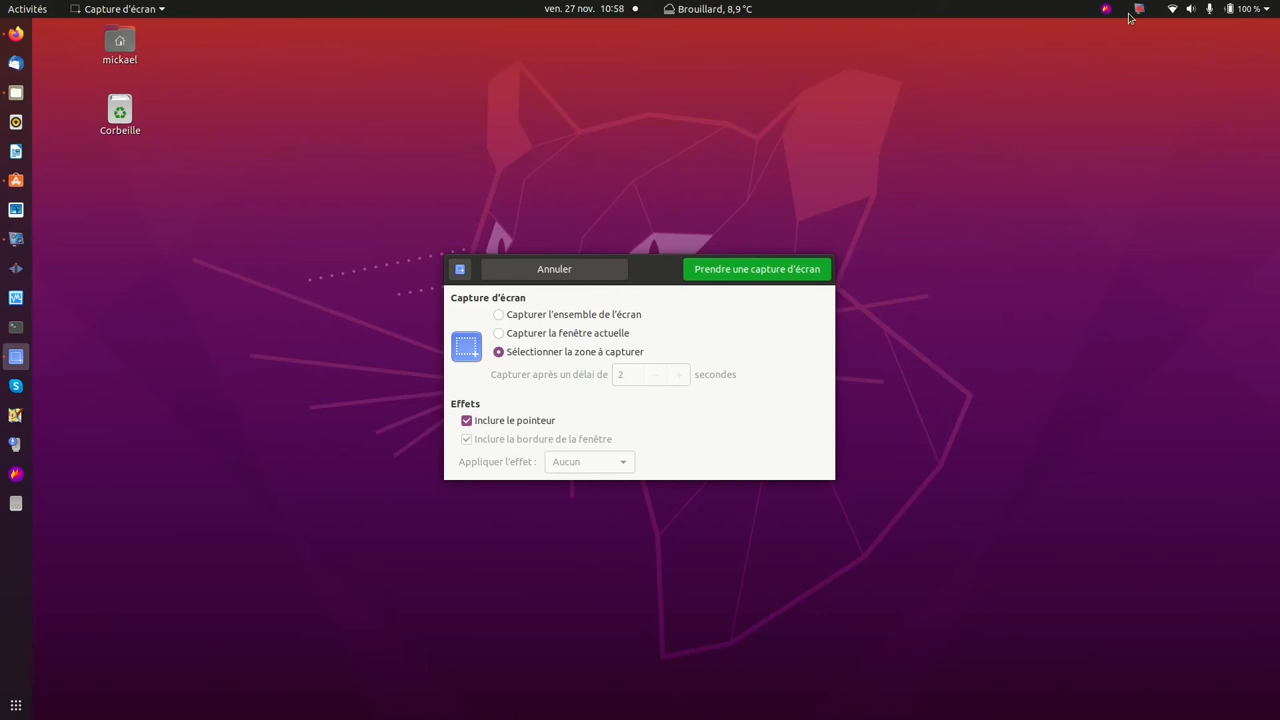 Activités
Capture d'écran
ven. 27 nov. 10:58
Brouillard, 8,9 °C
100 %
mickael
Corbeille
Annuler
Prendre une capture d'écran
Capture d'écran
Capturer l'ensemble de l'écran
Capturer la fenêtre actuelle
Sélectionner la zone à capturer
Capturer après un délai de 2 secondes
Effets
Inclure le pointeur
Inclure la bordure de la fenêtre
Appliquer l'effet : Aucun